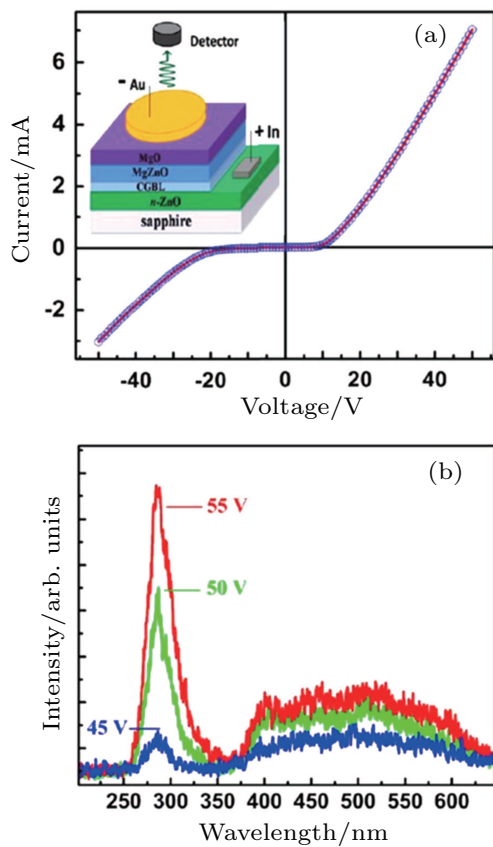 (a)
Detector
- Au
+ In
MgO
MgZnO
CGBL
n-ZnO
sapphire
Current/mA
6
4
2
0
-2
-40 -20 0 20 40
Voltage/V
(b)
55 V
50 V
45 V
Intensity/arb. units
250 300 350 400 450 500 550 600
Wavelength/nm